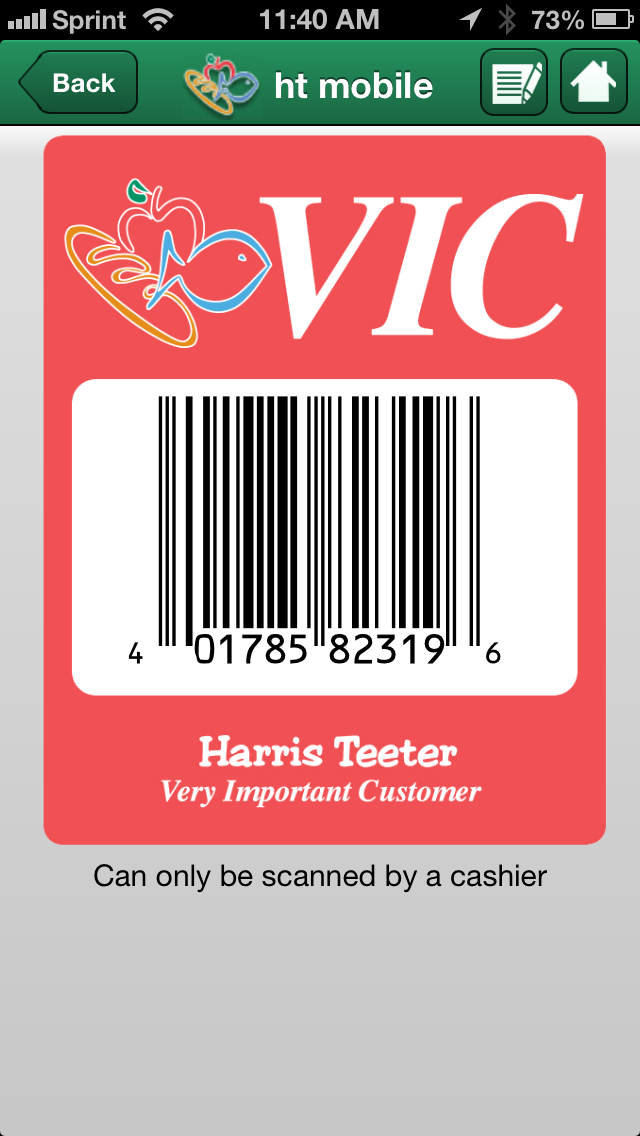 Sprint 11:40 AM 73%
Back ht mobile
VIC
4 01785 82319 6
Harris Teeter
Very Important Customer
Can only be scanned by a cashier